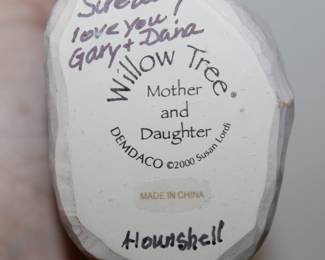 love you,
Gary + Dana
Willow Tree®
Mother
and
Daughter
DEMDACO ©2000 Susan Lordi
MADE IN CHINA
Hounshell